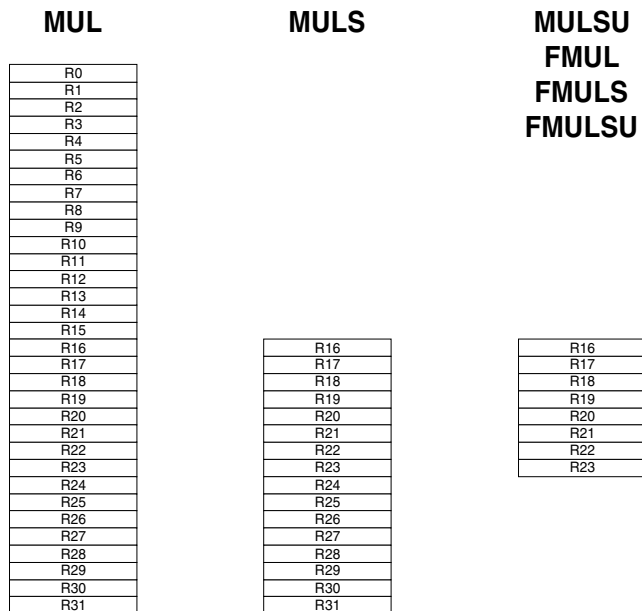 MUL
R0
R1
R2
R3
R4
R5
R6
R7
R8
R9
R10
R11
R12
R13
R14
R15
R16
R17
R18
R19
R20
R21
R22
R23
R24
R25
R26
R27
R28
R29
R30
R31
MULS
R16
R17
R18
R19
R20
R21
R22
R23
R24
R25
R26
R27
R28
R29
R30
R31
MULSU
FMUL
FMULS
FMULSU
R16
R17
R18
R19
R20
R21
R22
R23